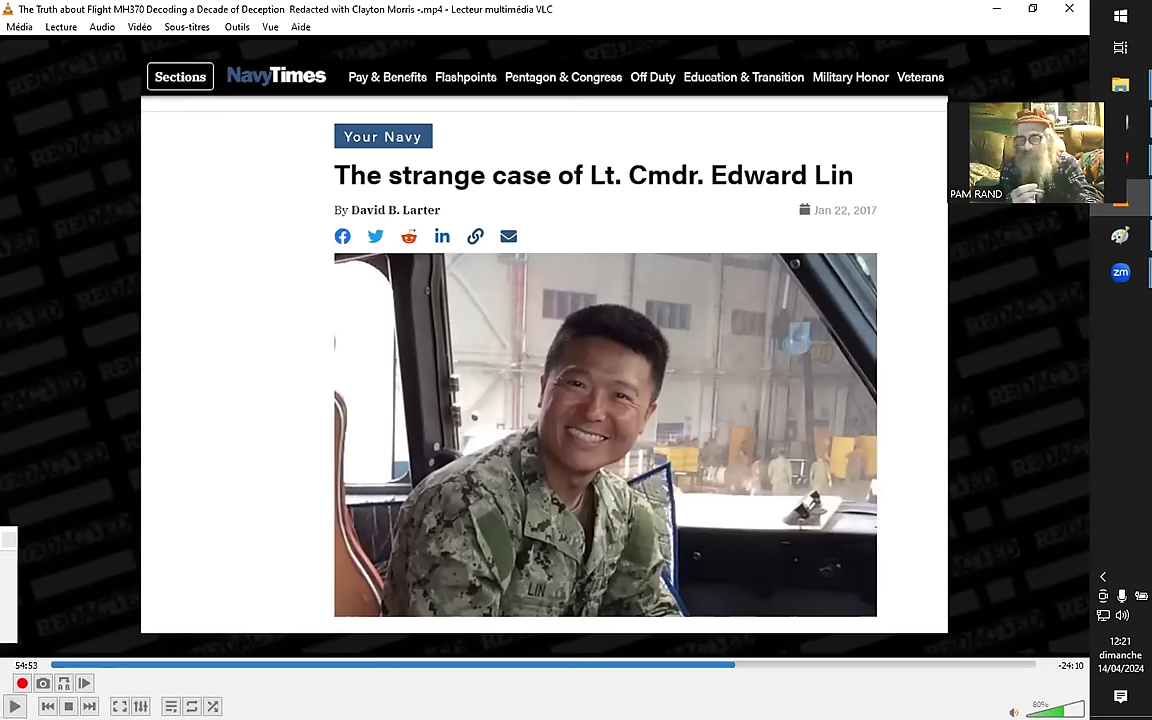 The Truth about Flight MH370 Decoding a Decade of Deception  Redacted with Clayton Morris -.mp4 - Lecteur multimédia VLC
Média Lecture Audio Vidéo Sous-titres Outils Vue Aide
Sections NavyTimes Pay & Benefits Flashpoints Pentagon & Congress Off Duty Education & Transition Military Honor Veterans
Your Navy
The strange case of Lt. Cmdr. Edward Lin
By David B. Larter Jan 22, 2017
PAM RAND
zm
LIN
REDACTED
54:53 -24:10
12:21
dimanche
14/04/2024
80%